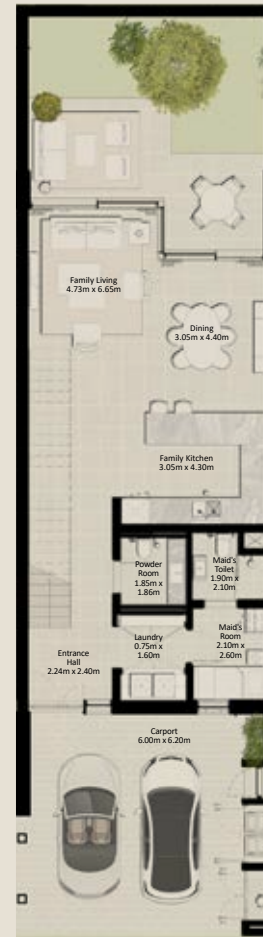 Family Living
4.73m x 6.65m
Dining
3.05m x 4.40m
Family Kitchen
3.05m x 4.30m
Powder
Room
1.85m x
1.86m
Maid's
Toilet
1.90m x
2.10m
Laundry
0.75m x
1.60m
Maid's
Room
2.10m x
2.60m
Entrance
Hall
2.24m x 2.40m
Carport
6.00m x 6.20m